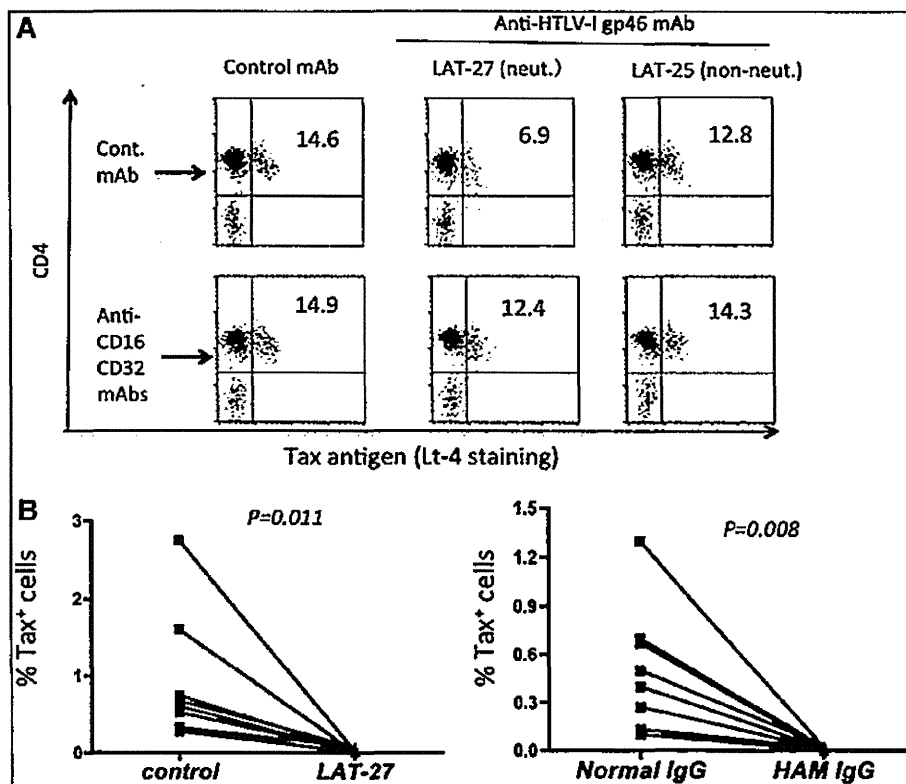 A
Anti-HTLV-I gp46 mAb
Control mAb
LAT-27 (neut.)
LAT-25 (non-neut.)
Cont.
mAb
14.6
6.9
12.8
CD4
Anti-
CD16
CD32
mAbs
14.9
12.4
14.3
Tax antigen (Lt-4 staining)
B
P=0.011
% Tax+ cells
3
2
1
0
control
LAT-27
P=0.008
% Tax+ cells
1.5
1.2
0.9
0.6
0.3
0.0
Normal IgG
HAM IgG